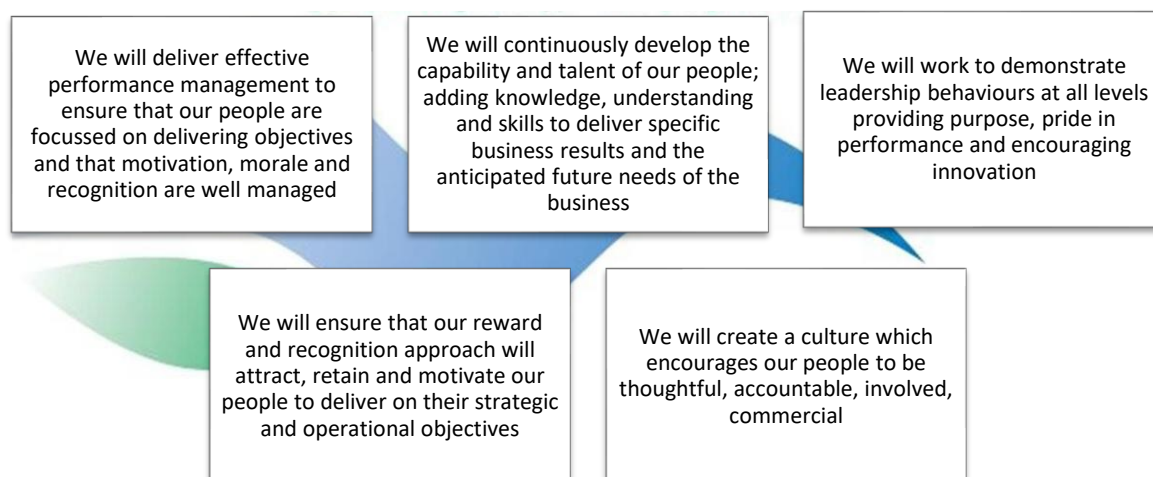 We will deliver effective
performance management to
ensure that our people are
focussed on delivering objectives
and that motivation, morale and
recognition are well managed
We will continuously develop the
capability and talent of our people;
adding knowledge, understanding
and skills to deliver specific
business results and the
anticipated future needs of the
business
We will work to demonstrate
leadership behaviours at all levels
providing purpose, pride in
performance and encouraging
innovation
We will ensure that our reward
and recognition approach will
attract, retain and motivate our
people to deliver on their strategic
and operational objectives
We will create a culture which
encourages our people to be
thoughtful, accountable, involved,
commercial